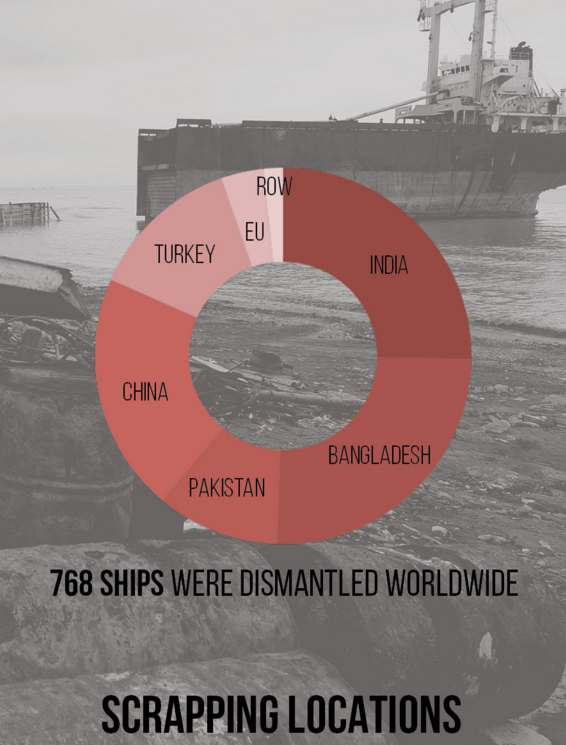 ROW
EU
TURKEY
INDIA
CHINA
BANGLADESH
PAKISTAN
768 SHIPS WERE DISMANTLED WORLDWIDE
SCRAPPING LOCATIONS